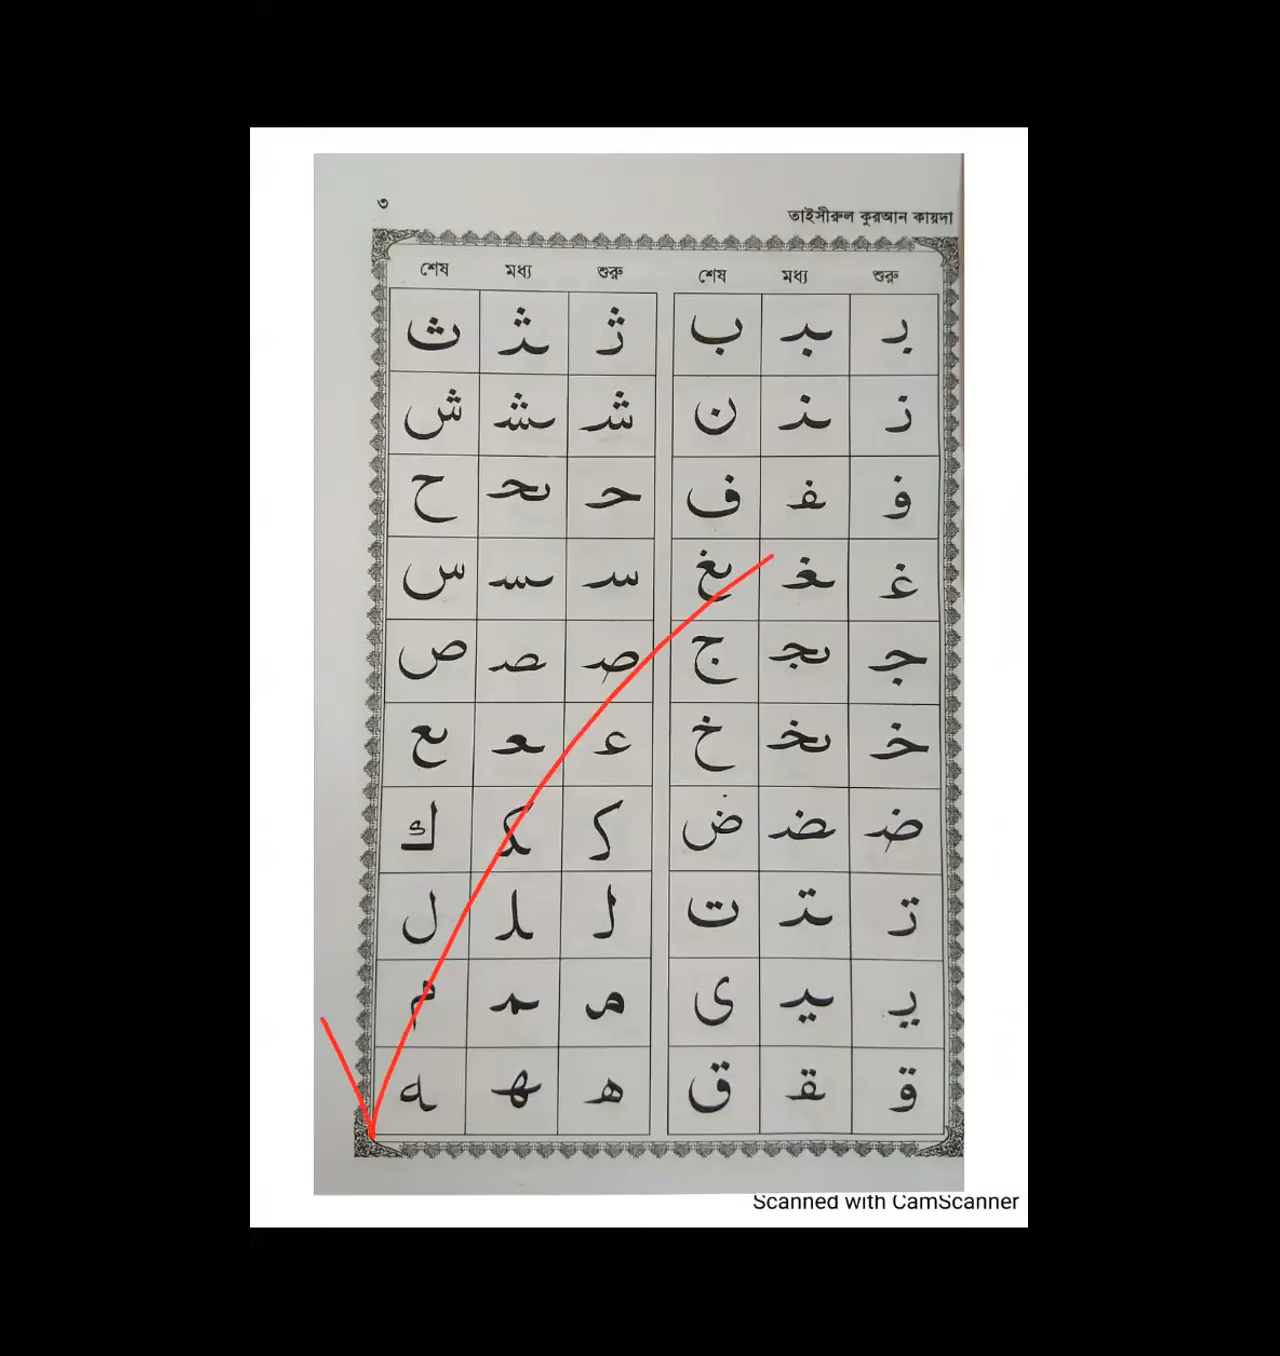 ৩
তাইসীরুল কুরআন কায়দা
শেষ মধ্য শুরু শেষ মধ্য শুরু
بـ ـبـ ب ثـ ـثـ ث
نـ ـنـ ن شـ ـشـ ش
فـ ـفـ ف حـ ـحـ ح
غـ ـغـ غ سـ ـسـ س
جـ ـجـ ج صـ ـصـ ص
خـ ـخـ خ عـ ـعـ ع
ضـ ـضـ ض كـ ـكـ ك
تـ ـتـ ت لـ ـلـ ل
يـ ـيـ ى مـ ـمـ م
قـ ـقـ ق هـ ـهـ ـه
Scanned with CamScanner